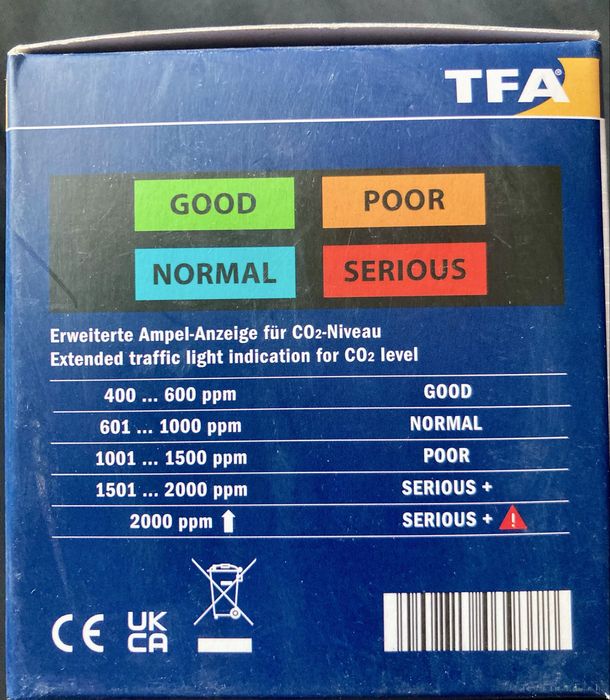 TFA®
GOOD POOR
NORMAL SERIOUS
Erweiterte Ampel-Anzeige für CO₂-Niveau
Extended traffic light indication for CO₂ level
400 ... 600 ppm GOOD
601 ... 1000 ppm NORMAL
1001 ... 1500 ppm POOR
1501 ... 2000 ppm SERIOUS +
2000 ppm ⬆ SERIOUS + !
CE UK
CA